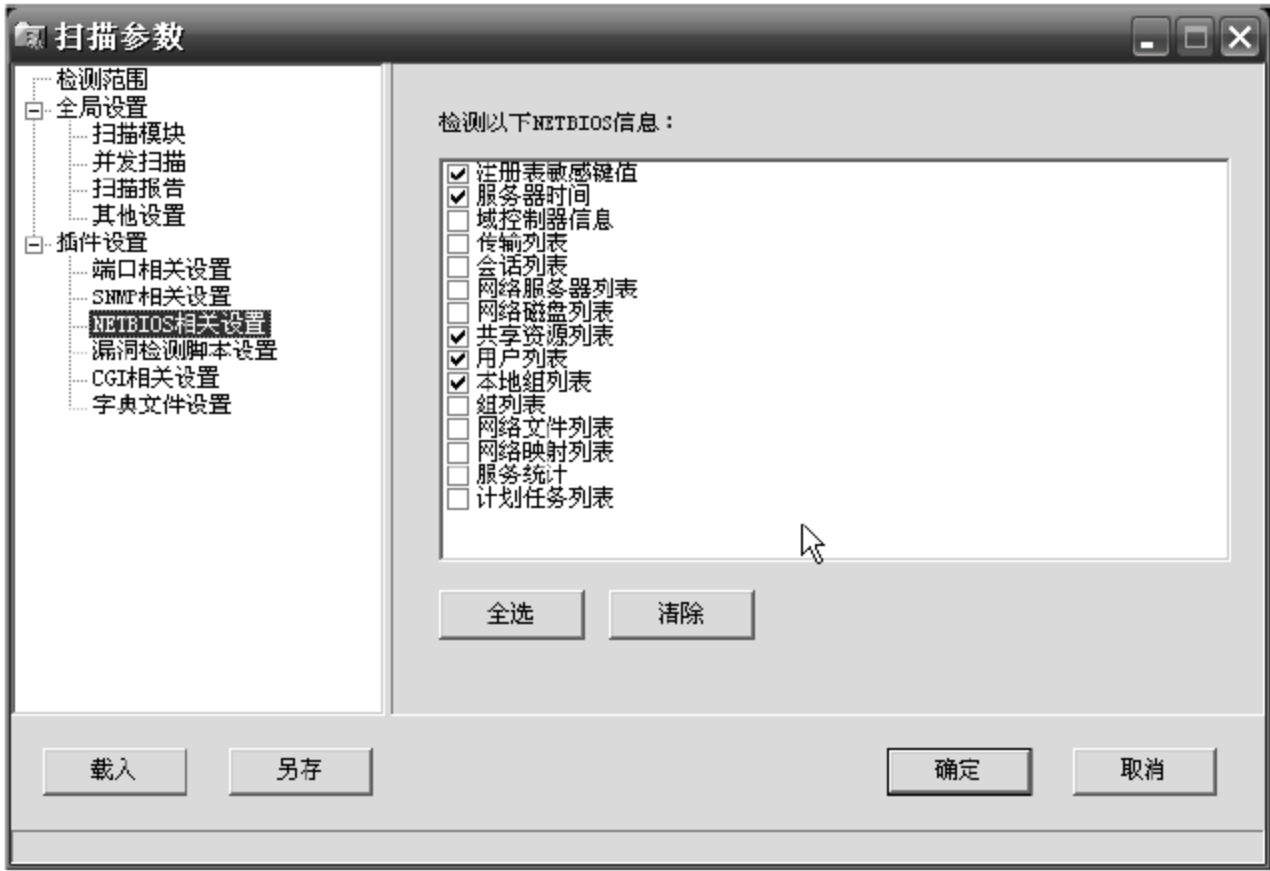 扫描参数
检测范围
全局设置
扫描模块
并发扫描
扫描报告
其他设置
插件设置
端口相关设置
SNMP相关设置
NETBIOS相关设置
漏洞检测脚本设置
CGI相关设置
字典文件设置
检测以下NETBIOS信息：
注册表敏感键值
服务器时间
域控制器信息
传输列表
会话列表
网络服务器列表
网络磁盘列表
共享资源列表
用户列表
本地组列表
组列表
网络文件列表
网络映射列表
服务统计
计划任务列表
全选 清除
载入 另存 确定 取消